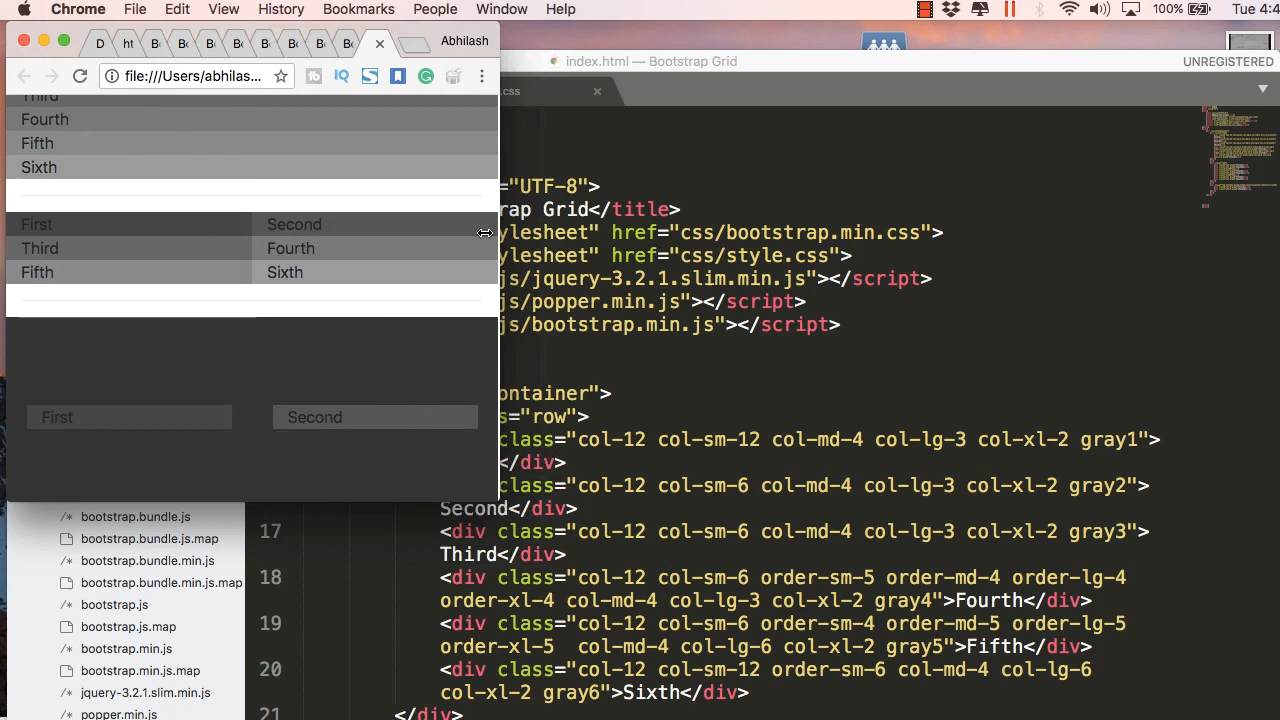 Chrome File Edit View History Bookmarks People Window Help 100% Tue 4:4
D ht Be B B Be B Be B Be Abhilash
file:///Users/abhilas...
index.html — Bootstrap Grid UNREGISTERED
.css
Third
Fourth
Fifth
Sixth
First Second
Third Fourth
Fifth Sixth
First Second
="UTF-8">
rap Grid</title>
ylesheet" href="css/bootstrap.min.css">
ylesheet" href="css/style.css">
js/jquery-3.2.1.slim.min.js"></script>
js/popper.min.js"></script>
js/bootstrap.min.js"></script>
ontainer">
s="row">
class="col-12 col-sm-12 col-md-4 col-lg-3 col-xl-2 gray1">
</div>
class="col-12 col-sm-6 col-md-4 col-lg-3 col-xl-2 gray2">
Second</div>
17 <div class="col-12 col-sm-6 col-md-4 col-lg-3 col-xl-2 gray3">
Third</div>
18 <div class="col-12 col-sm-6 order-sm-5 order-md-4 order-lg-4
order-xl-4 col-md-4 col-lg-3 col-xl-2 gray4">Fourth</div>
19 <div class="col-12 col-sm-6 order-sm-4 order-md-5 order-lg-5
order-xl-5  col-md-4 col-lg-6 col-xl-2 gray5">Fifth</div>
20 <div class="col-12 col-sm-12 order-sm-6 col-md-4 col-lg-6
col-xl-2 gray6">Sixth</div>
21 </div>
/* bootstrap.bundle.js
bootstrap.bundle.js.map
/* bootstrap.bundle.min.js
bootstrap.bundle.min.js.map
/* bootstrap.js
bootstrap.js.map
/* bootstrap.min.js
bootstrap.min.js.map
/* jquery-3.2.1.slim.min.js
/* popper.min.js